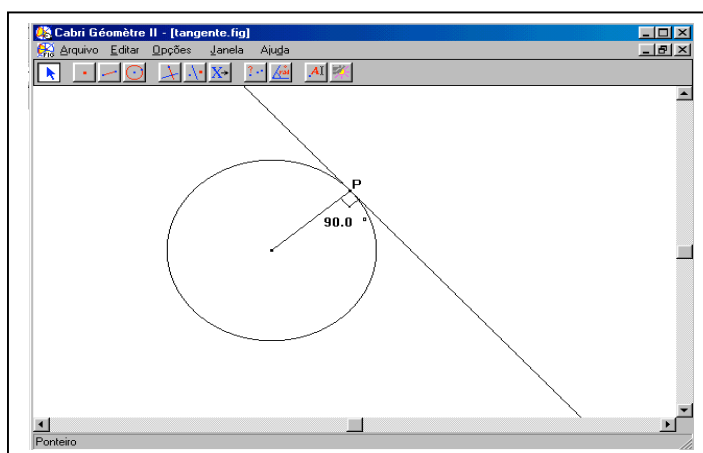 Cabri Géomètre II - [tangente.fig]
Arquivo Editar Opções Janela Ajuda
P
90.0 °
Ponteiro